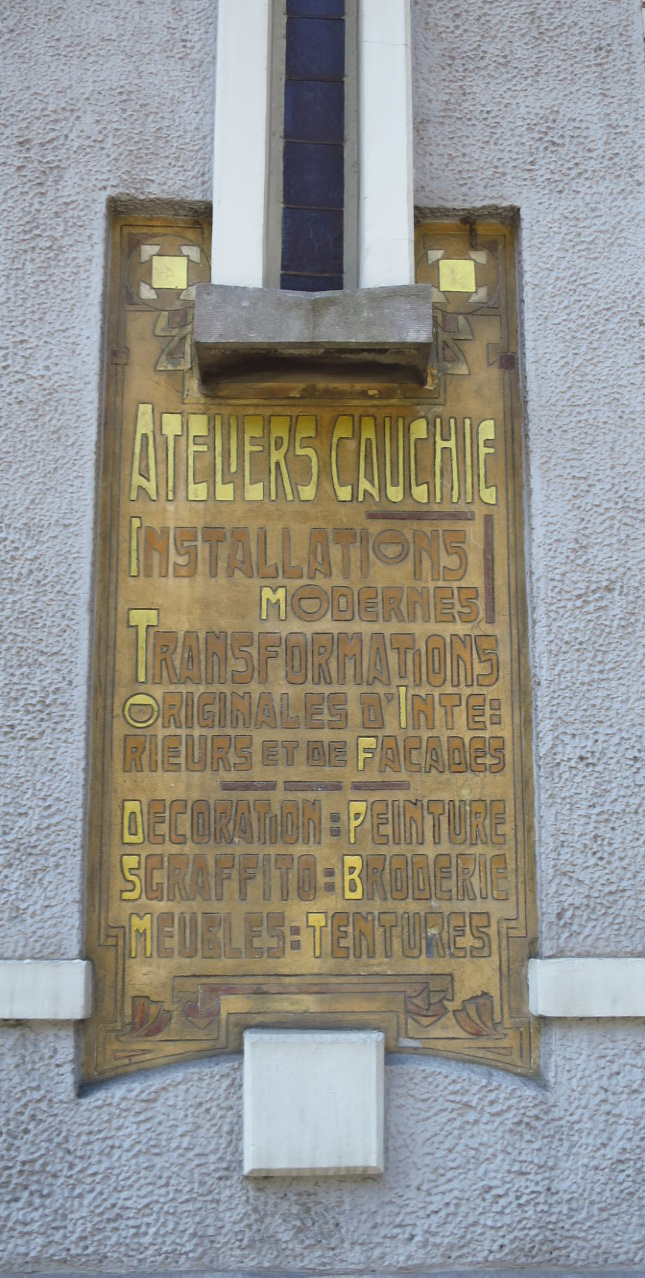 ATELIERS CAUCHIE
INSTALLATIONS
MODERNES
TRANSFORMATIONS
ORIGINALES D'INTE=
RIEURS ET DE FACADES
DECORATION = PEINTURE
SGRAFFITO = BRODERIE
MEUBLES = TENTURES